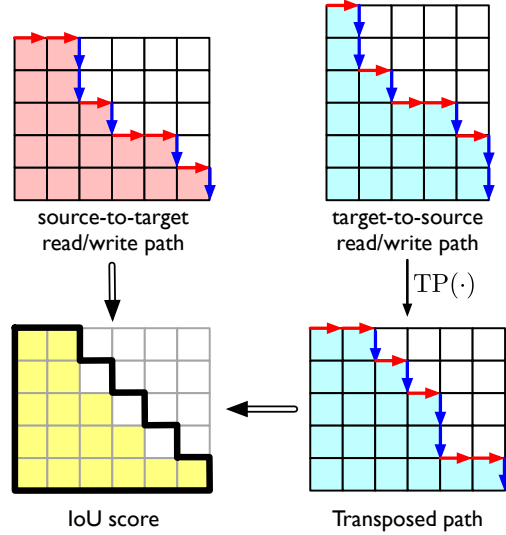 source-to-target
read/write path
target-to-source
read/write path
TP(·)
IoU score
Transposed path